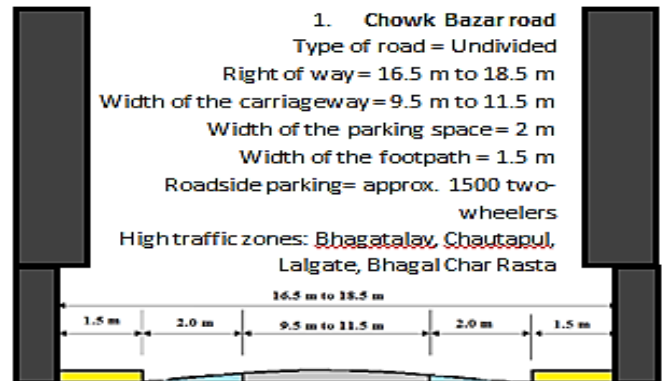 1. Chowk Bazar road
Type of road = Undivided
Right of way = 16.5 m to 18.5 m
Width of the carriageway = 9.5 m to 11.5 m
Width of the parking space = 2 m
Width of the footpath = 1.5 m
Roadside parking= approx. 1500 two-
wheelers
High traffic zones: Bhagatalav, Chautapul,
Lalgate, Bhagal Char Rasta
16.5 m to 18.5 m
1.5 m 2.0 m 9.5 m to 11.5 m 2.0 m 1.5 m